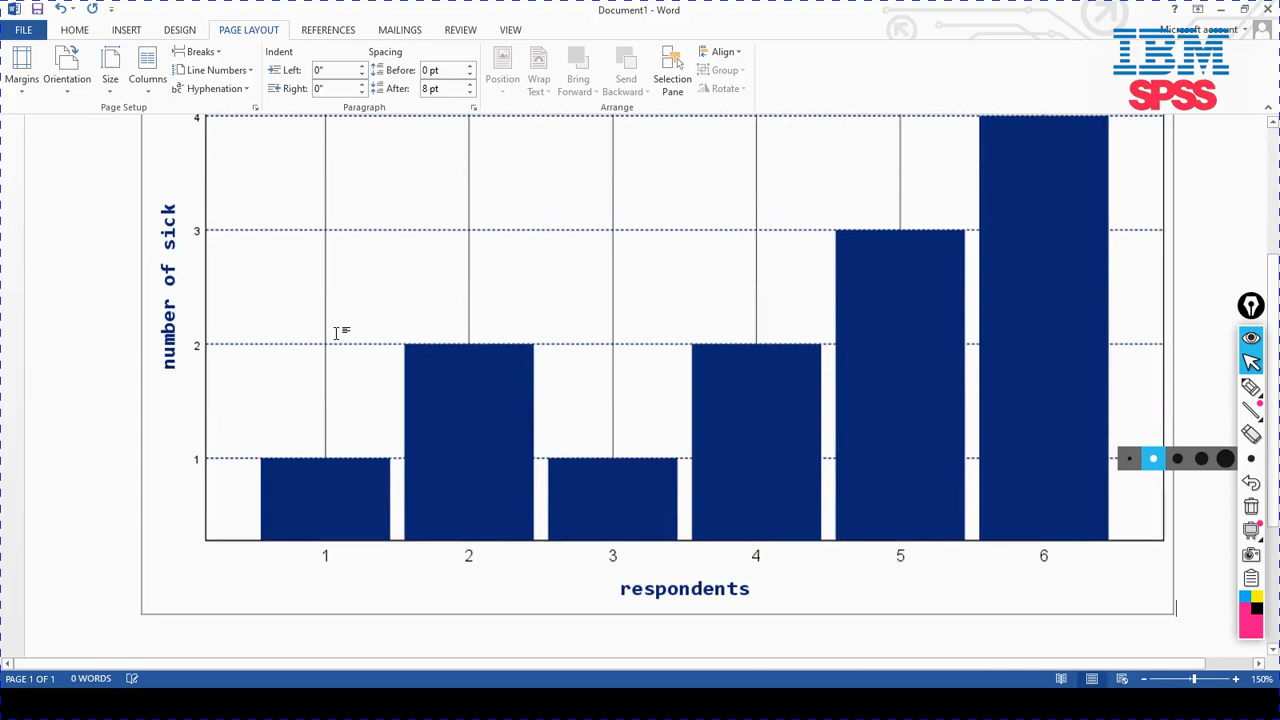 Document1 - Word
?
FILE HOME INSERT DESIGN PAGE LAYOUT REFERENCES MAILINGS REVIEW VIEW
Microsoft account
IBM
SPSS
Margins Orientation Size Columns
Breaks
Line Numbers
Hyphenation
Page Setup
Indent
Left: 0"
Right: 0"
Spacing
Before: 0 pt
After: 8 pt
Paragraph
Position
Wrap
Text
Bring
Forward
Send
Backward
Selection
Pane
Align
Group
Rotate
Arrange
number of sick
4
3
2
1
1 2 3 4 5 6
respondents
PAGE 1 OF 1 0 WORDS
150%